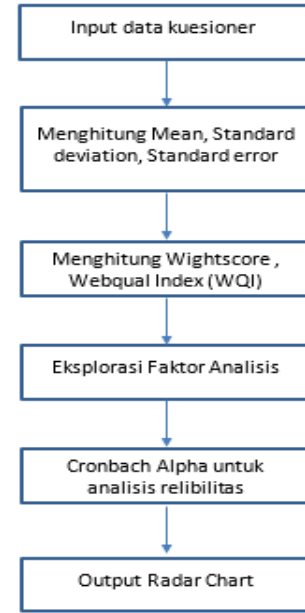 Input data kuesioner
Menghitung Mean, Standard
deviation, Standard error
Menghitung Wightscore ,
Webqual Index (WQI)
Eksplorasi Faktor Analisis
Cronbach Alpha untuk
analisis relibilitas
Output Radar Chart